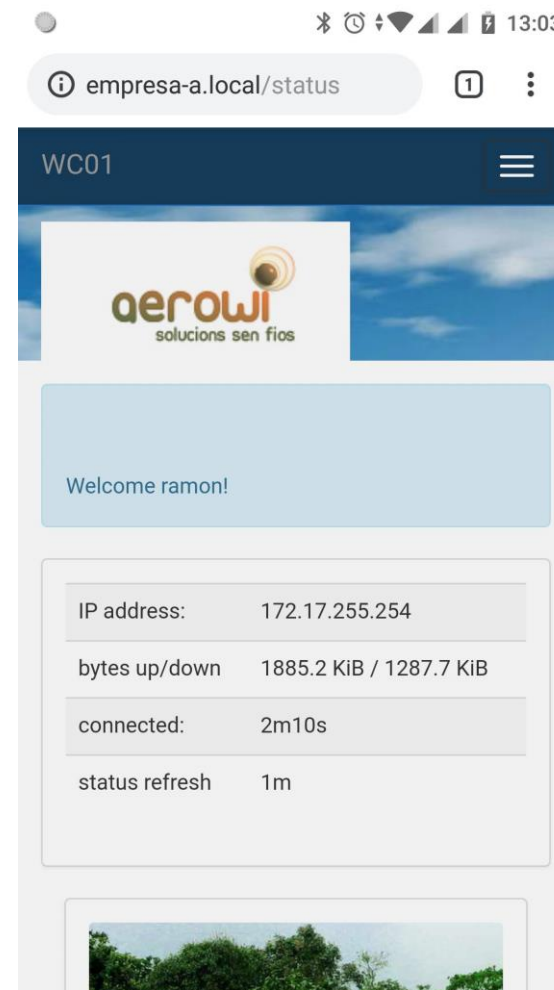 13:03
empresa-a.local/status
1
WC01
aerowi
solucions sen fios
Welcome ramon!
IP address: 172.17.255.254
bytes up/down 1885.2 KiB / 1287.7 KiB
connected: 2m10s
status refresh 1m